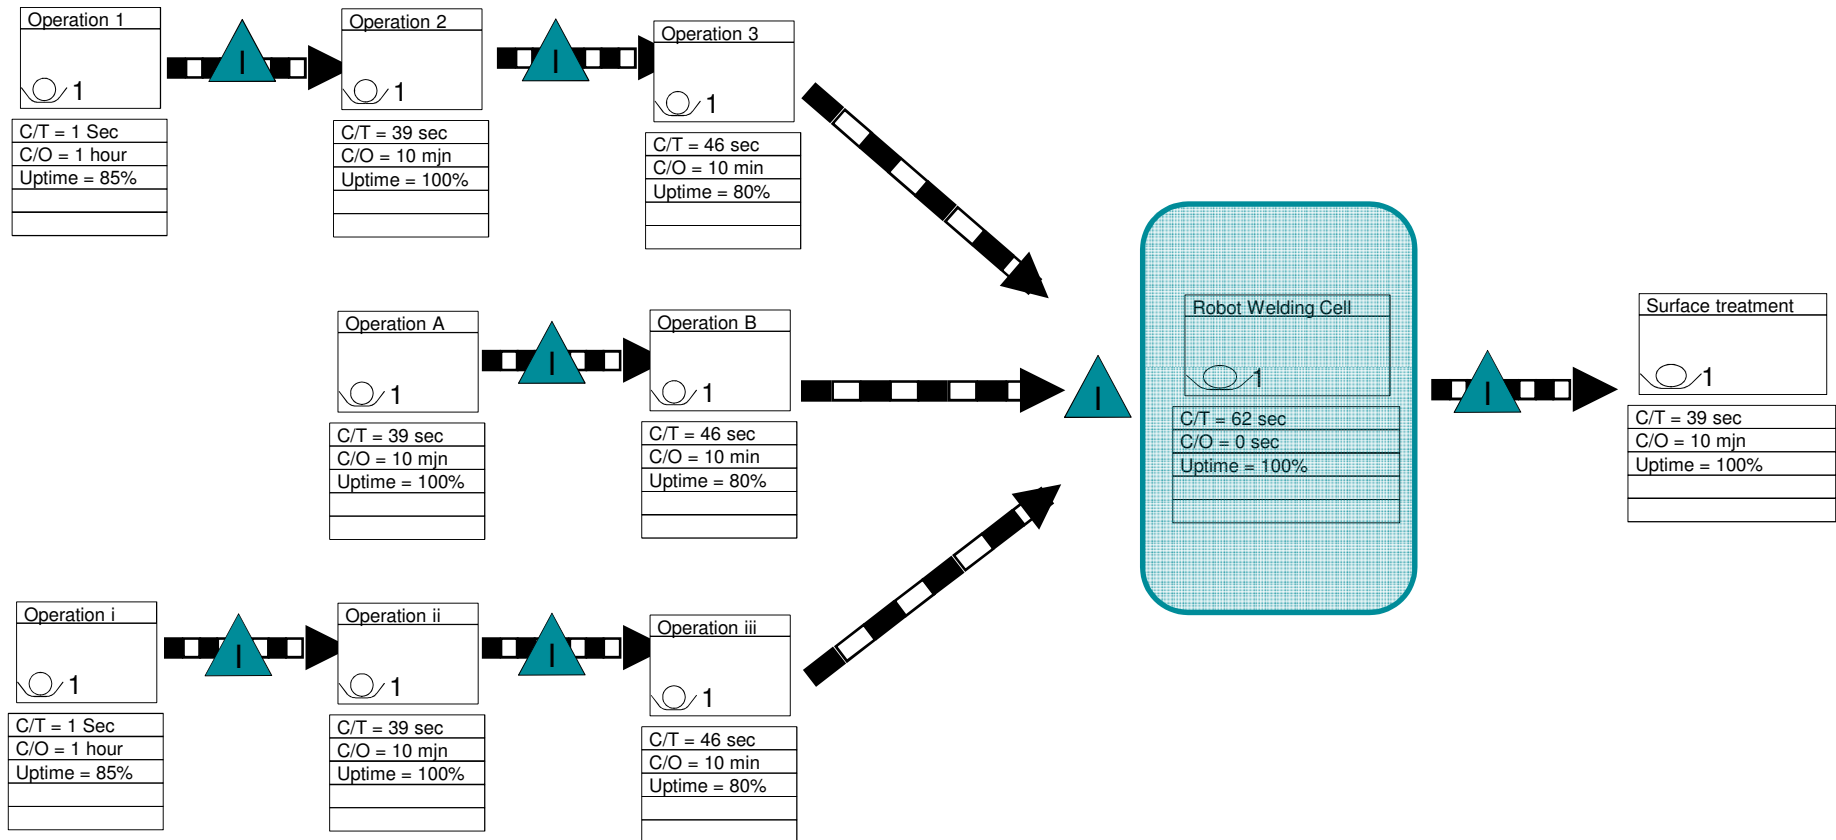 Operation 1
1
C/T = 1 Sec
C/O = 1 hour
Uptime = 85%
I
Operation 2
1
C/T = 39 sec
C/O = 10 mjn
Uptime = 100%
I
Operation 3
1
C/T = 46 sec
C/O = 10 min
Uptime = 80%
Operation A
1
C/T = 39 sec
C/O = 10 mjn
Uptime = 100%
I
Operation B
1
C/T = 46 sec
C/O = 10 min
Uptime = 80%
I
Robot Welding Cell
1
C/T = 62 sec
C/O = 0 sec
Uptime = 100%
I
Surface treatment
1
C/T = 39 sec
C/O = 10 mjn
Uptime = 100%
Operation i
1
C/T = 1 Sec
C/O = 1 hour
Uptime = 85%
I
Operation ii
1
C/T = 39 sec
C/O = 10 mjn
Uptime = 100%
I
Operation iii
1
C/T = 46 sec
C/O = 10 min
Uptime = 80%